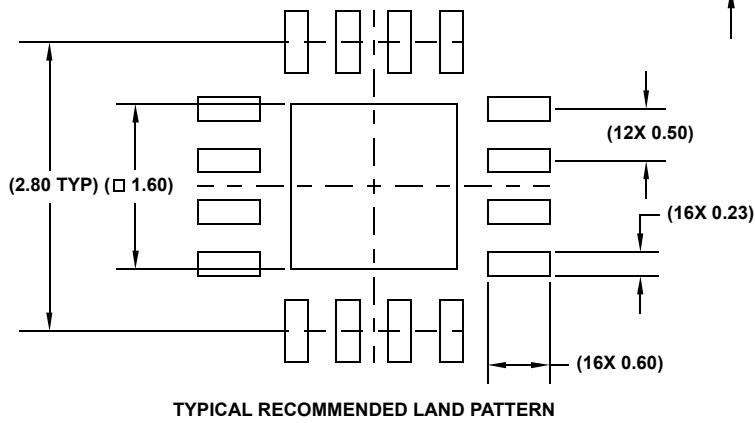 (12X 0.50)
(2.80 TYP) (□ 1.60)
(16X 0.23)
(16X 0.60)
TYPICAL RECOMMENDED LAND PATTERN